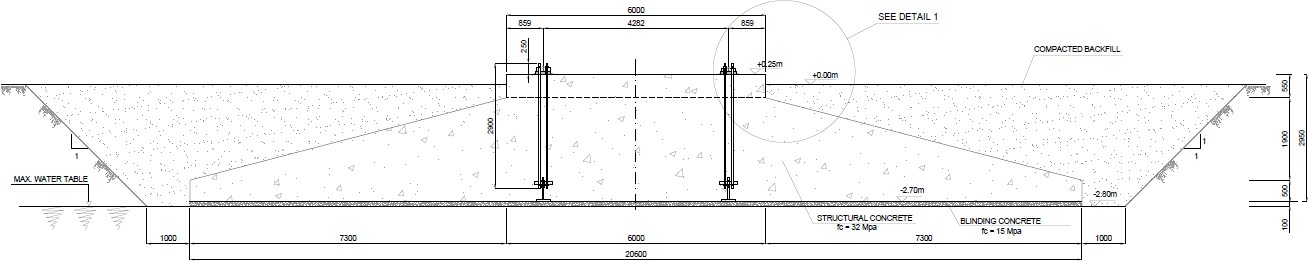 6000
859 4282 859
SEE DETAIL 1
250
COMPACTED BACKFILL
+0.25m
+0.00m
550
2900
1900
2950
1
1
1
1
MAX. WATER TABLE
-2.70m
-2.80m
500
STRUCTURAL CONCRETE
fc = 32 Mpa
BLINDING CONCRETE
fc = 15 Mpa
100
1000 7300 6000 7300 1000
20600